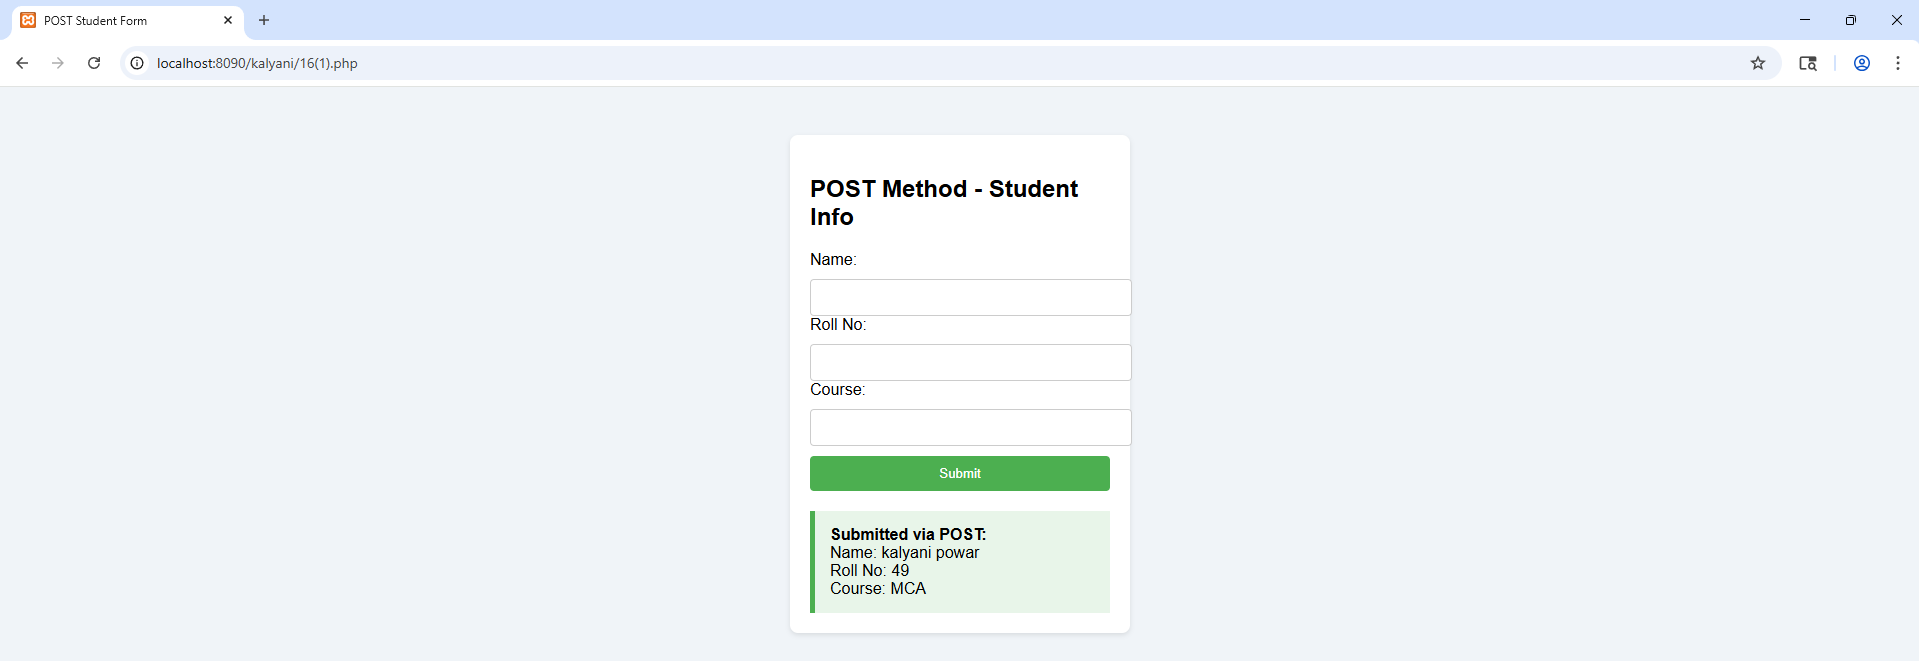 POST Student Form
localhost:8090/kalyani/16(1).php
POST Method - Student
Info
Name:
Roll No:
Course:
Submit
Submitted via POST:
Name: kalyani powar
Roll No: 49
Course: MCA